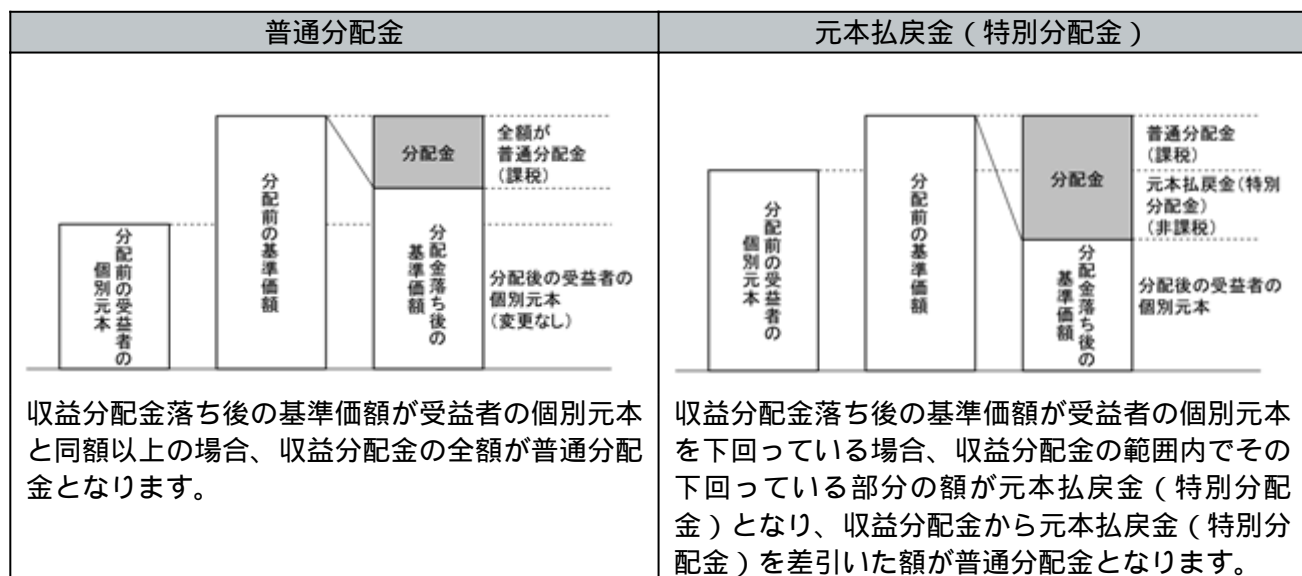 普通分配金
元本払戻金（特別分配金）
分配前の受益者の
個別元本
分配前の基準価額
分配金
分配金落ち後の
基準価額
全額が
普通分配金
(課税)
分配後の受益者の
個別元本
(変更なし)
収益分配金落ち後の基準価額が受益者の個別元本
と同額以上の場合、収益分配金の全額が普通分配
金となります。
分配前の受益者の
個別元本
分配前の基準価額
分配金
分配金落ち後の
基準価額
普通分配金
(課税)
元本払戻金(特別
分配金)
(非課税)
分配後の受益者の
個別元本
収益分配金落ち後の基準価額が受益者の個別元本
を下回っている場合、収益分配金の範囲内でその
下回っている部分の額が元本払戻金（特別分配
金）となり、収益分配金から元本払戻金（特別分
配金）を差引いた額が普通分配金となります。